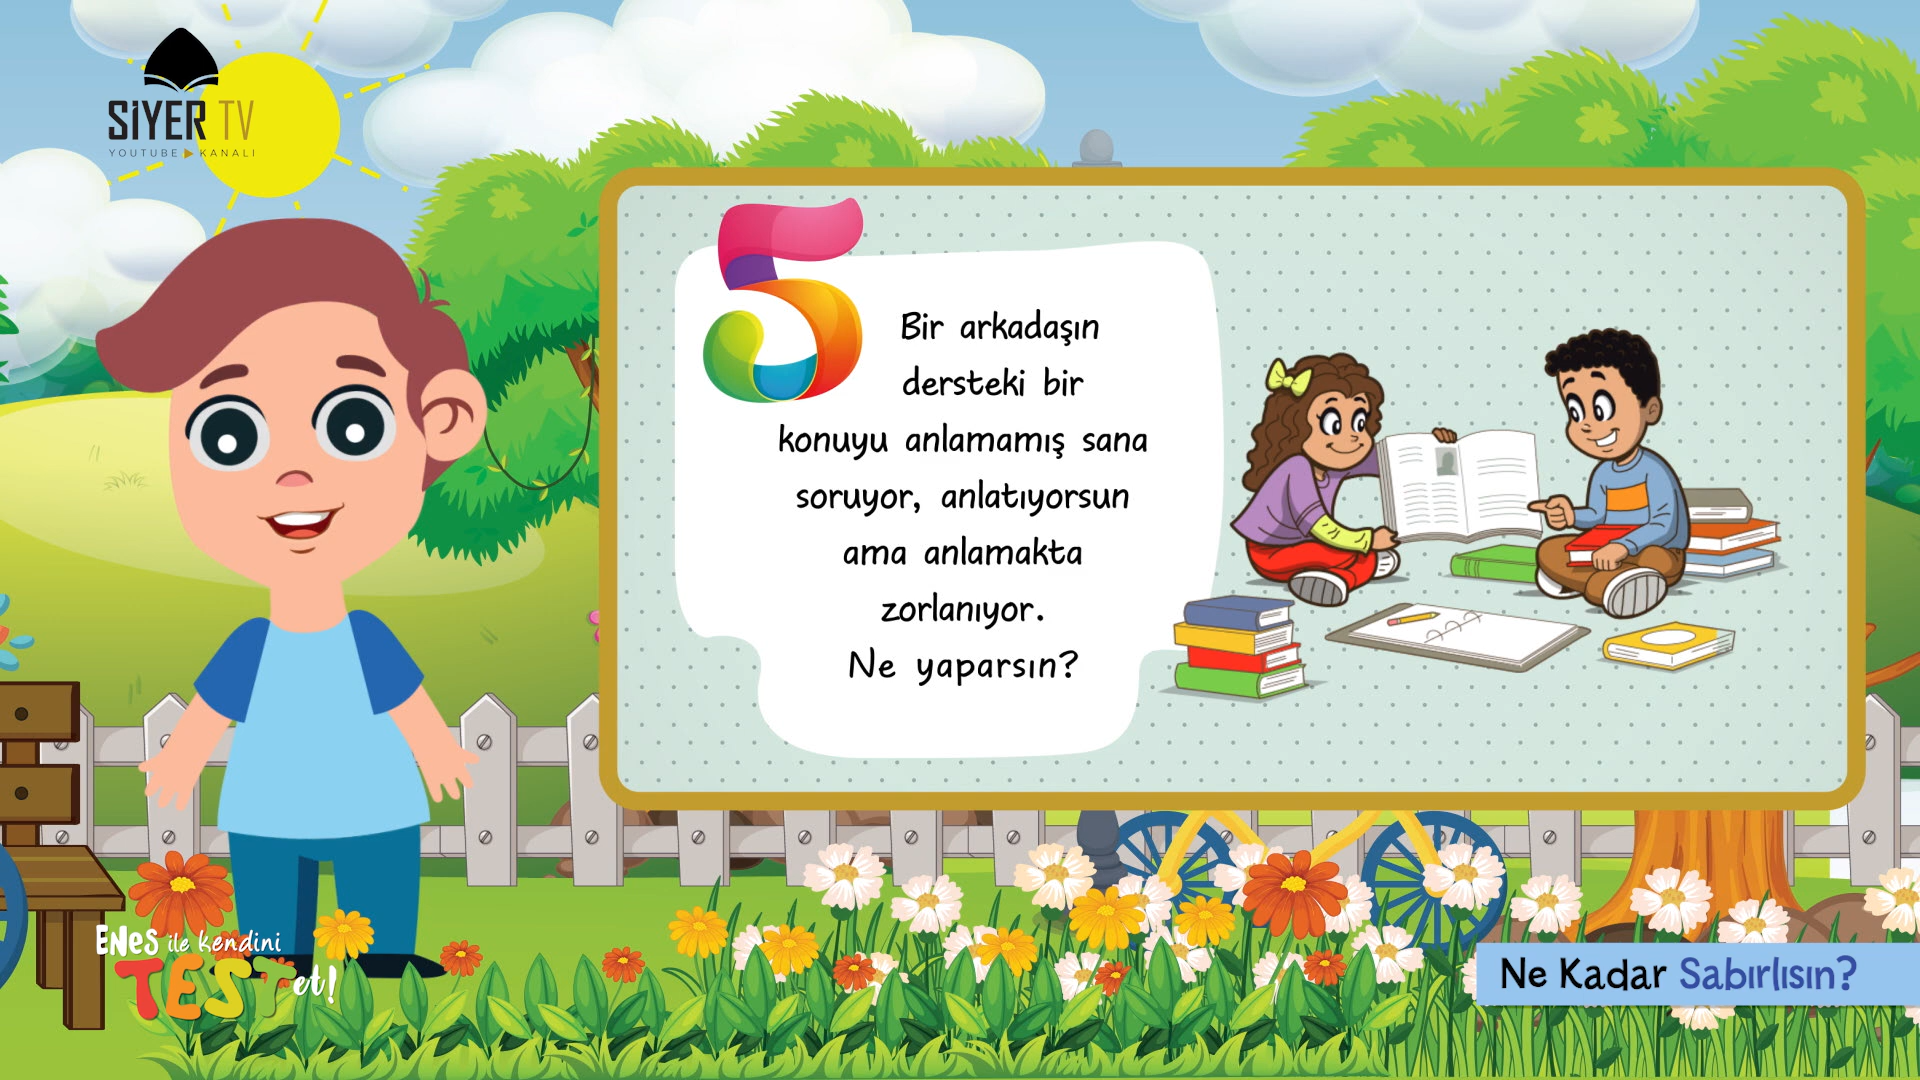 SİYER TV
YOUTUBE KANALI
5
Bir arkadaşın
dersteki bir
konuyu anlamamış sana
soruyor, anlatıyorsun
ama anlamakta
zorlanıyor.
Ne yaparsın?
ENeS ile kendini
TEST et!
Ne Kadar Sabırlısın?